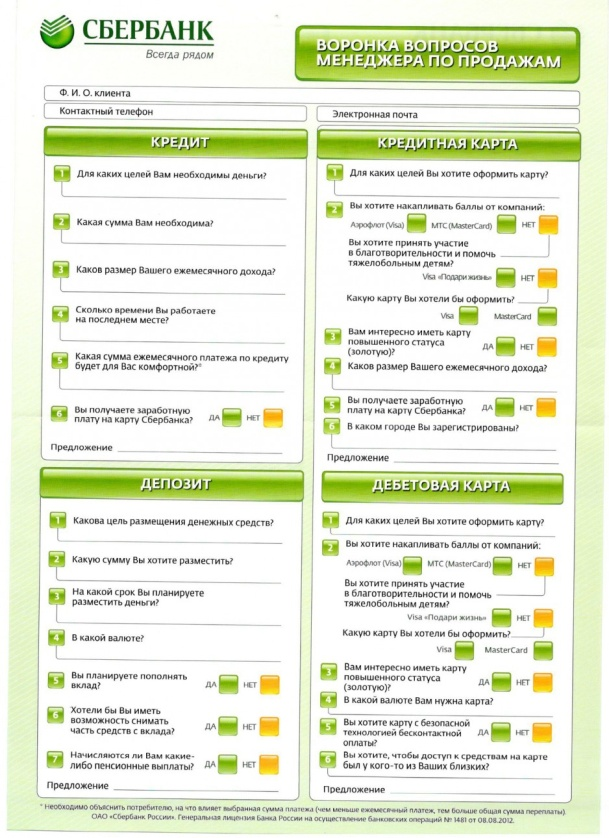 СБЕРБАНК
Всегда рядом
ВОРОНКА ВОПРОСОВ
МЕНЕДЖЕРА ПО ПРОДАЖАМ
Ф. И. О. клиента
Контактный телефон
Электронная почта
КРЕДИТ
1 Для каких целей Вам необходимы деньги?
2 Какая сумма Вам необходима?
3 Каков размер Вашего ежемесячного дохода?
4 Сколько времени Вы работаете
на последнем месте?
5 Какая сумма ежемесячного платежа по кредиту
будет для Вас комфортной?*
6 Вы получаете заработную
плату на карту Сбербанка? ДА НЕТ
Предложение
КРЕДИТНАЯ КАРТА
1 Для каких целей Вы хотите оформить карту?
2 Вы хотите накапливать баллы от компаний:
Аэрофлот (Visa) МТС (MasterCard) НЕТ
Вы хотите принять участие
в благотворительности и помочь
тяжелобольным детям?
Visa «Подари жизнь» НЕТ
Какую карту Вы хотели бы оформить?
Visa MasterCard
3 Вам интересно иметь карту
повышенного статуса
(золотую)? ДА НЕТ
4 Каков размер Вашего ежемесячного дохода?
5 Вы получаете заработную
плату на карту Сбербанка? ДА НЕТ
6 В каком городе Вы зарегистрированы?
Предложение
ДЕПОЗИТ
1 Какова цель размещения денежных средств?
2 Какую сумму Вы хотите разместить?
3 На какой срок Вы планируете
разместить деньги?
4 В какой валюте?
5 Вы планируете пополнять
вклад? ДА НЕТ
6 Хотели бы Вы иметь
возможность снимать
часть средств с вклада? ДА НЕТ
7 Начисляются ли Вам какие-
либо пенсионные выплаты? ДА НЕТ
Предложение
ДЕБЕТОВАЯ КАРТА
1 Для каких целей Вы хотите оформить карту?
2 Вы хотите накапливать баллы от компаний:
Аэрофлот (Visa) МТС (MasterCard) НЕТ
Вы хотите принять участие
в благотворительности и помочь
тяжелобольным детям?
Visa «Подари жизнь» НЕТ
Какую карту Вы хотели бы оформить?
Visa MasterCard
3 Вам интересно иметь карту
повышенного статуса
(золотую)? ДА НЕТ
4 В какой валюте Вам нужна карта?
5 Вы хотите карту с безопасной
технологией бесконтактной
оплаты? ДА НЕТ
6 Вы хотите, чтобы доступ к средствам на карте
был у кого-то из Ваших близких?
Предложение
* Необходимо объяснить потребителю, на что влияет выбранная сумма платежа (чем меньше ежемесячный платеж, тем больше общая сумма переплаты).
ОАО «Сбербанк России». Генеральная лицензия Банка России на осуществление банковских операций № 1481 от 08.08.2012.